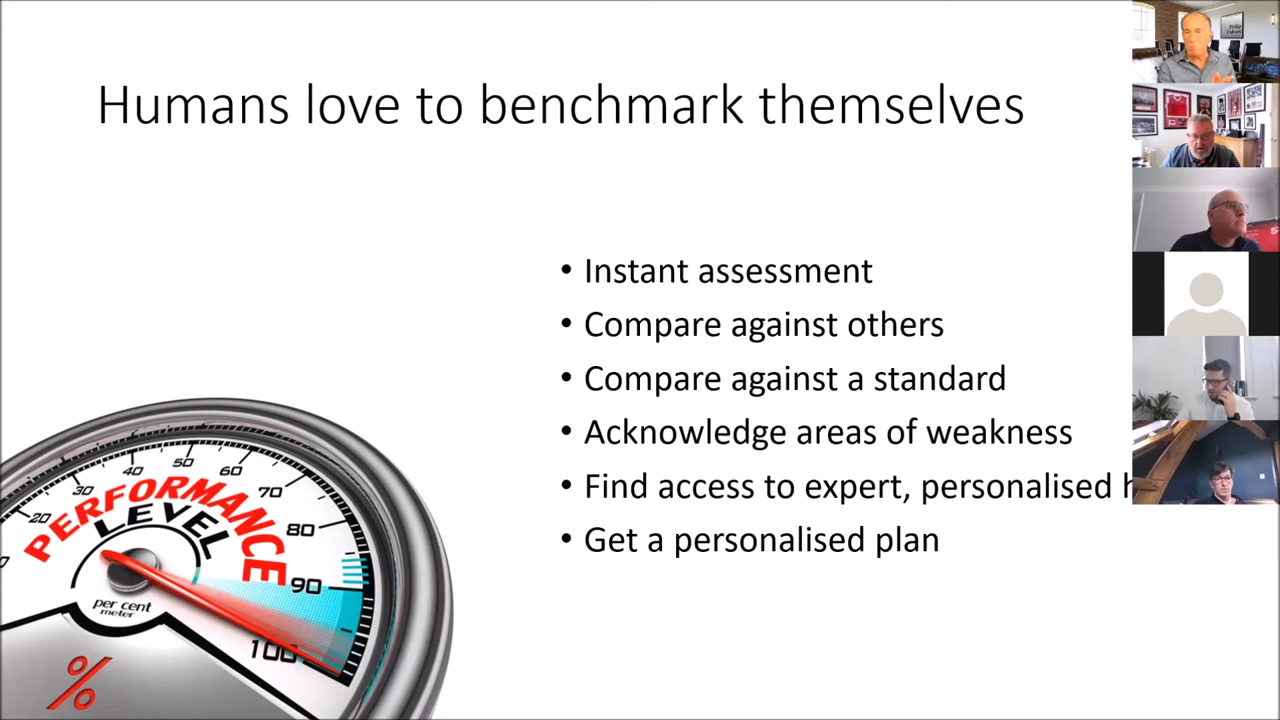 Humans love to benchmark themselves
• Instant assessment
• Compare against others
• Compare against a standard
• Acknowledge areas of weakness
• Find access to expert, personalised
• Get a personalised plan
20
30
40
50
60
70
80
90
100
PERFORMANCE
LEVEL
per cent
meter
%